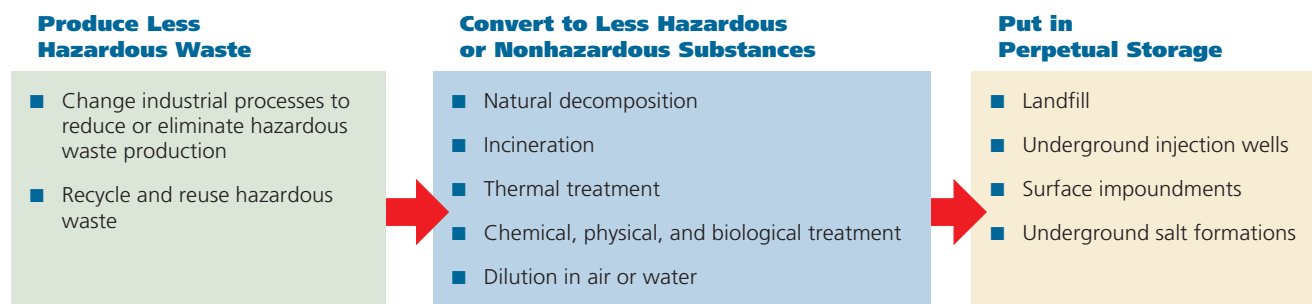 Produce Less
Hazardous Waste
■ Change industrial processes to
reduce or eliminate hazardous
waste production
■ Recycle and reuse hazardous
waste
Convert to Less Hazardous
or Nonhazardous Substances
■ Natural decomposition
■ Incineration
■ Thermal treatment
■ Chemical, physical, and biological treatment
■ Dilution in air or water
Put in
Perpetual Storage
■ Landfill
■ Underground injection wells
■ Surface impoundments
■ Underground salt formations